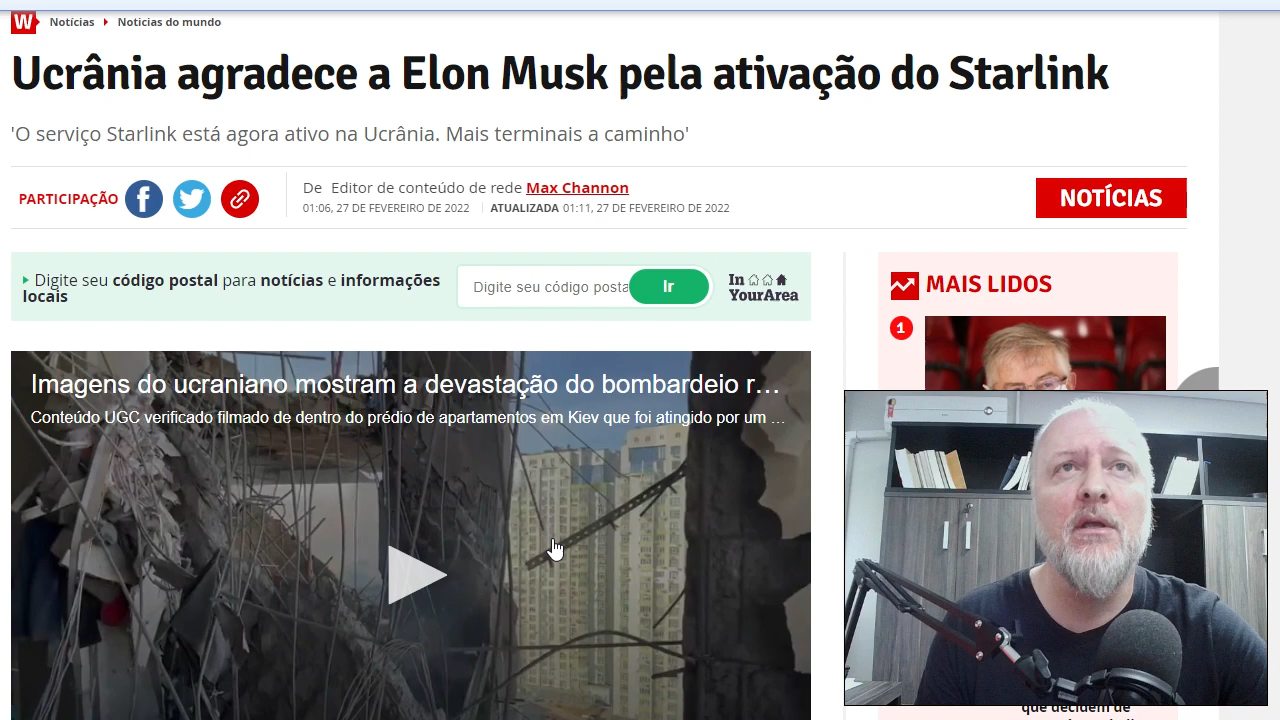 W Notícias Noticias do mundo
Ucrânia agradece a Elon Musk pela ativação do Starlink
'O serviço Starlink está agora ativo na Ucrânia. Mais terminais a caminho'
PARTICIPAÇÃO
De Editor de conteúdo de rede Max Channon
01:06, 27 DE FEVEREIRO DE 2022 ATUALIZADA 01:11, 27 DE FEVEREIRO DE 2022
NOTÍCIAS
Digite seu código postal para notícias e informações
locais
Digite seu código posta
Ir
In
YourArea
MAIS LIDOS
1
Imagens do ucraniano mostram a devastação do bombardeio r…
Conteúdo UGC verificado filmado de dentro do prédio de apartamentos em Kiev que foi atingido por um …
que decidem de